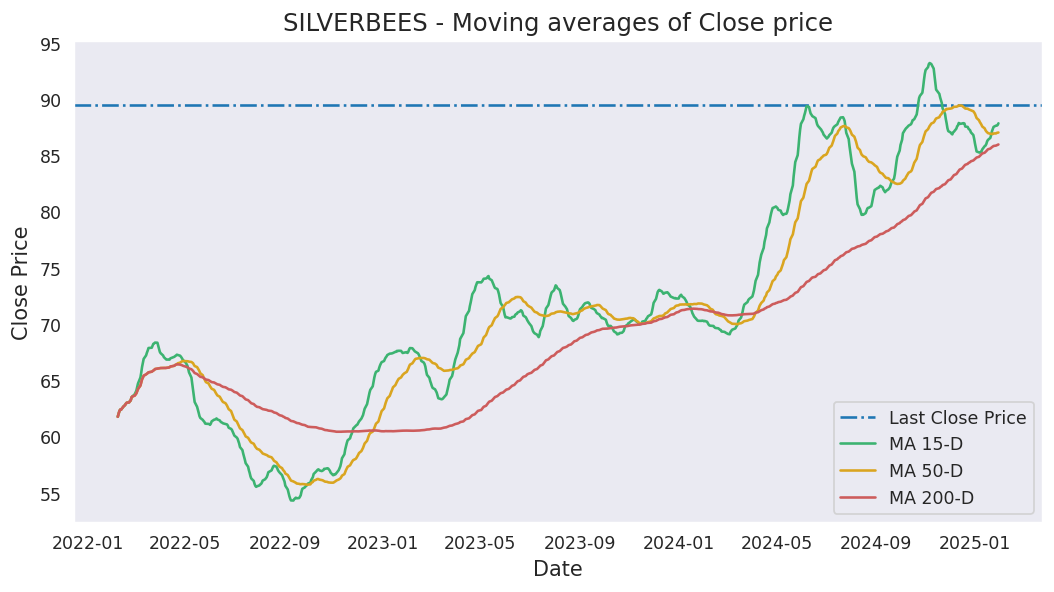 SILVERBEES - Moving averages of Close price
Close Price
95
90
85
80
75
70
65
60
55
2022-01 2022-05 2022-09 2023-01 2023-05 2023-09 2024-01 2024-05 2024-09 2025-01
Date
Last Close Price
MA 15-D
MA 50-D
MA 200-D